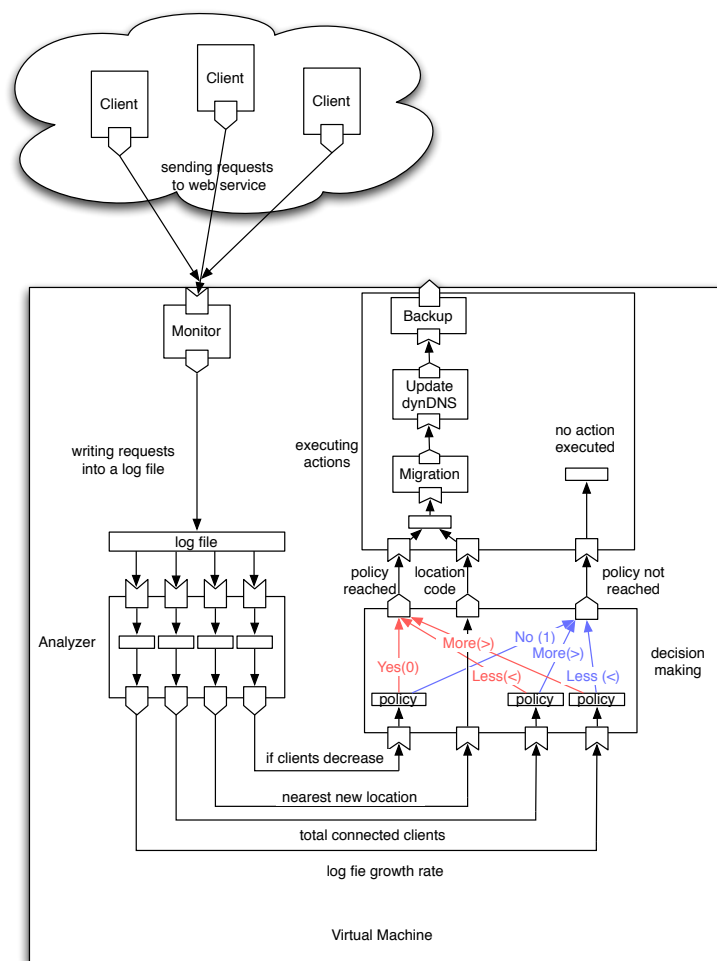 Client
Client
Client
sending requests
to web service
Monitor
Backup
Update
dynDNS
writing requests
into a log file
executing
actions
no action
executed
Migration
log file
policy
reached
location
code
policy not
reached
Analyzer
No (1)
More(>)
More(>)
decision
making
Yes(0)
Less(<)
Less (<)
policy
policy
policy
if clients decrease
nearest new location
total connected clients
log fie growth rate
Virtual Machine